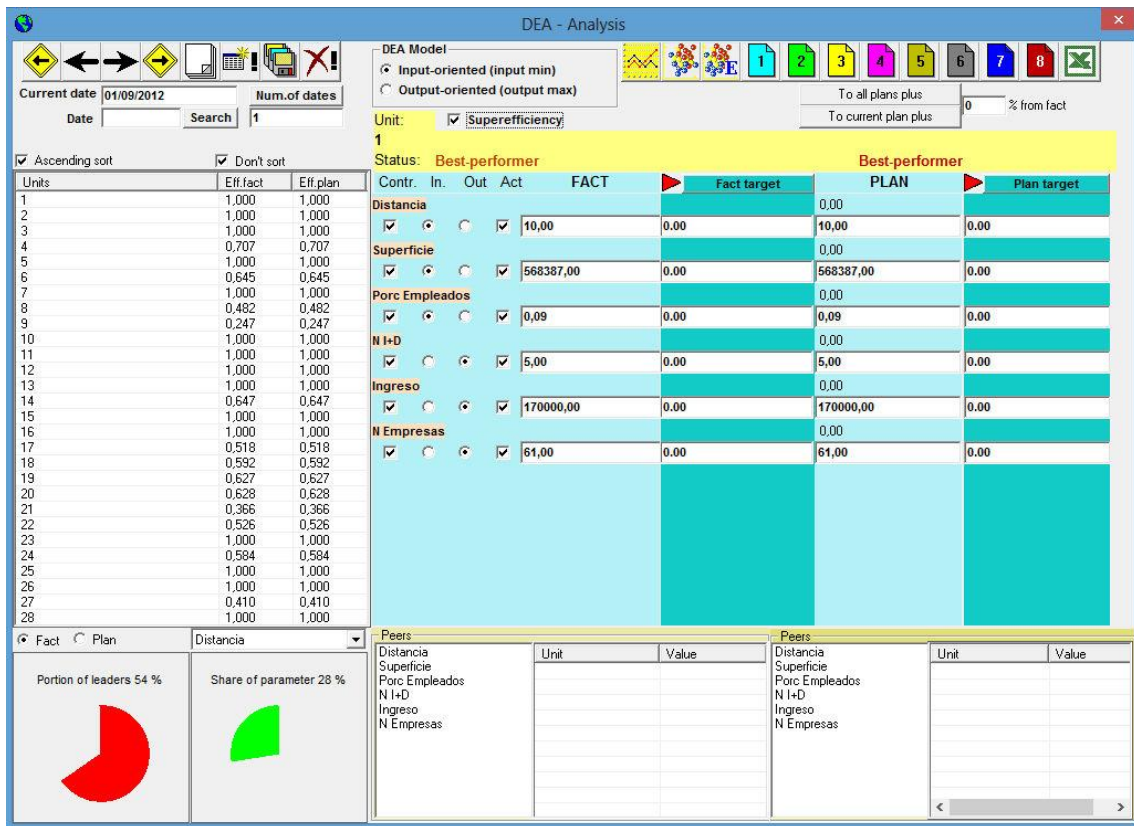 DEA - Analysis
DEA Model
Input-oriented (input min)
Output-oriented (output max)
E 1 2 3 4 5 6 7 8
Current date 01/09/2012 Num.of dates
Date Search 1
To all plans plus
To current plan plus
0 % from fact
Unit: Superefficiency
1
Status: Best-performer Best-performer
Ascending sort Don't sort
Units Eff.fact Eff.plan
1 1,000 1,000
2 1,000 1,000
3 1,000 1,000
4 0,707 0,707
5 1,000 1,000
6 0,645 0,645
7 1,000 1,000
8 0,482 0,482
9 0,247 0,247
10 1,000 1,000
11 1,000 1,000
12 1,000 1,000
13 1,000 1,000
14 0,647 0,647
15 1,000 1,000
16 1,000 1,000
17 0,518 0,518
18 0,592 0,592
19 0,627 0,627
20 0,628 0,628
21 0,366 0,366
22 0,526 0,526
23 1,000 1,000
24 0,584 0,584
25 1,000 1,000
26 1,000 1,000
27 0,410 0,410
28 1,000 1,000
Contr. In. Out Act FACT Fact target PLAN Plan target
Distancia 0,00
10,00 0.00 10,00 0.00
Superficie 0,00
568387,00 0.00 568387,00 0.00
Porc Empleados 0,00
0,09 0.00 0,09 0.00
N I+D 0,00
5,00 0.00 5,00 0.00
Ingreso 0,00
170000,00 0.00 170000,00 0.00
N Empresas 0,00
61,00 0.00 61,00 0.00
Fact Plan Distancia
Portion of leaders 54 % Share of parameter 28 %
Peers
Distancia
Superficie
Porc Empleados
N I+D
Ingreso
N Empresas
Unit Value
Peers
Distancia
Superficie
Porc Empleados
N I+D
Ingreso
N Empresas
Unit Value